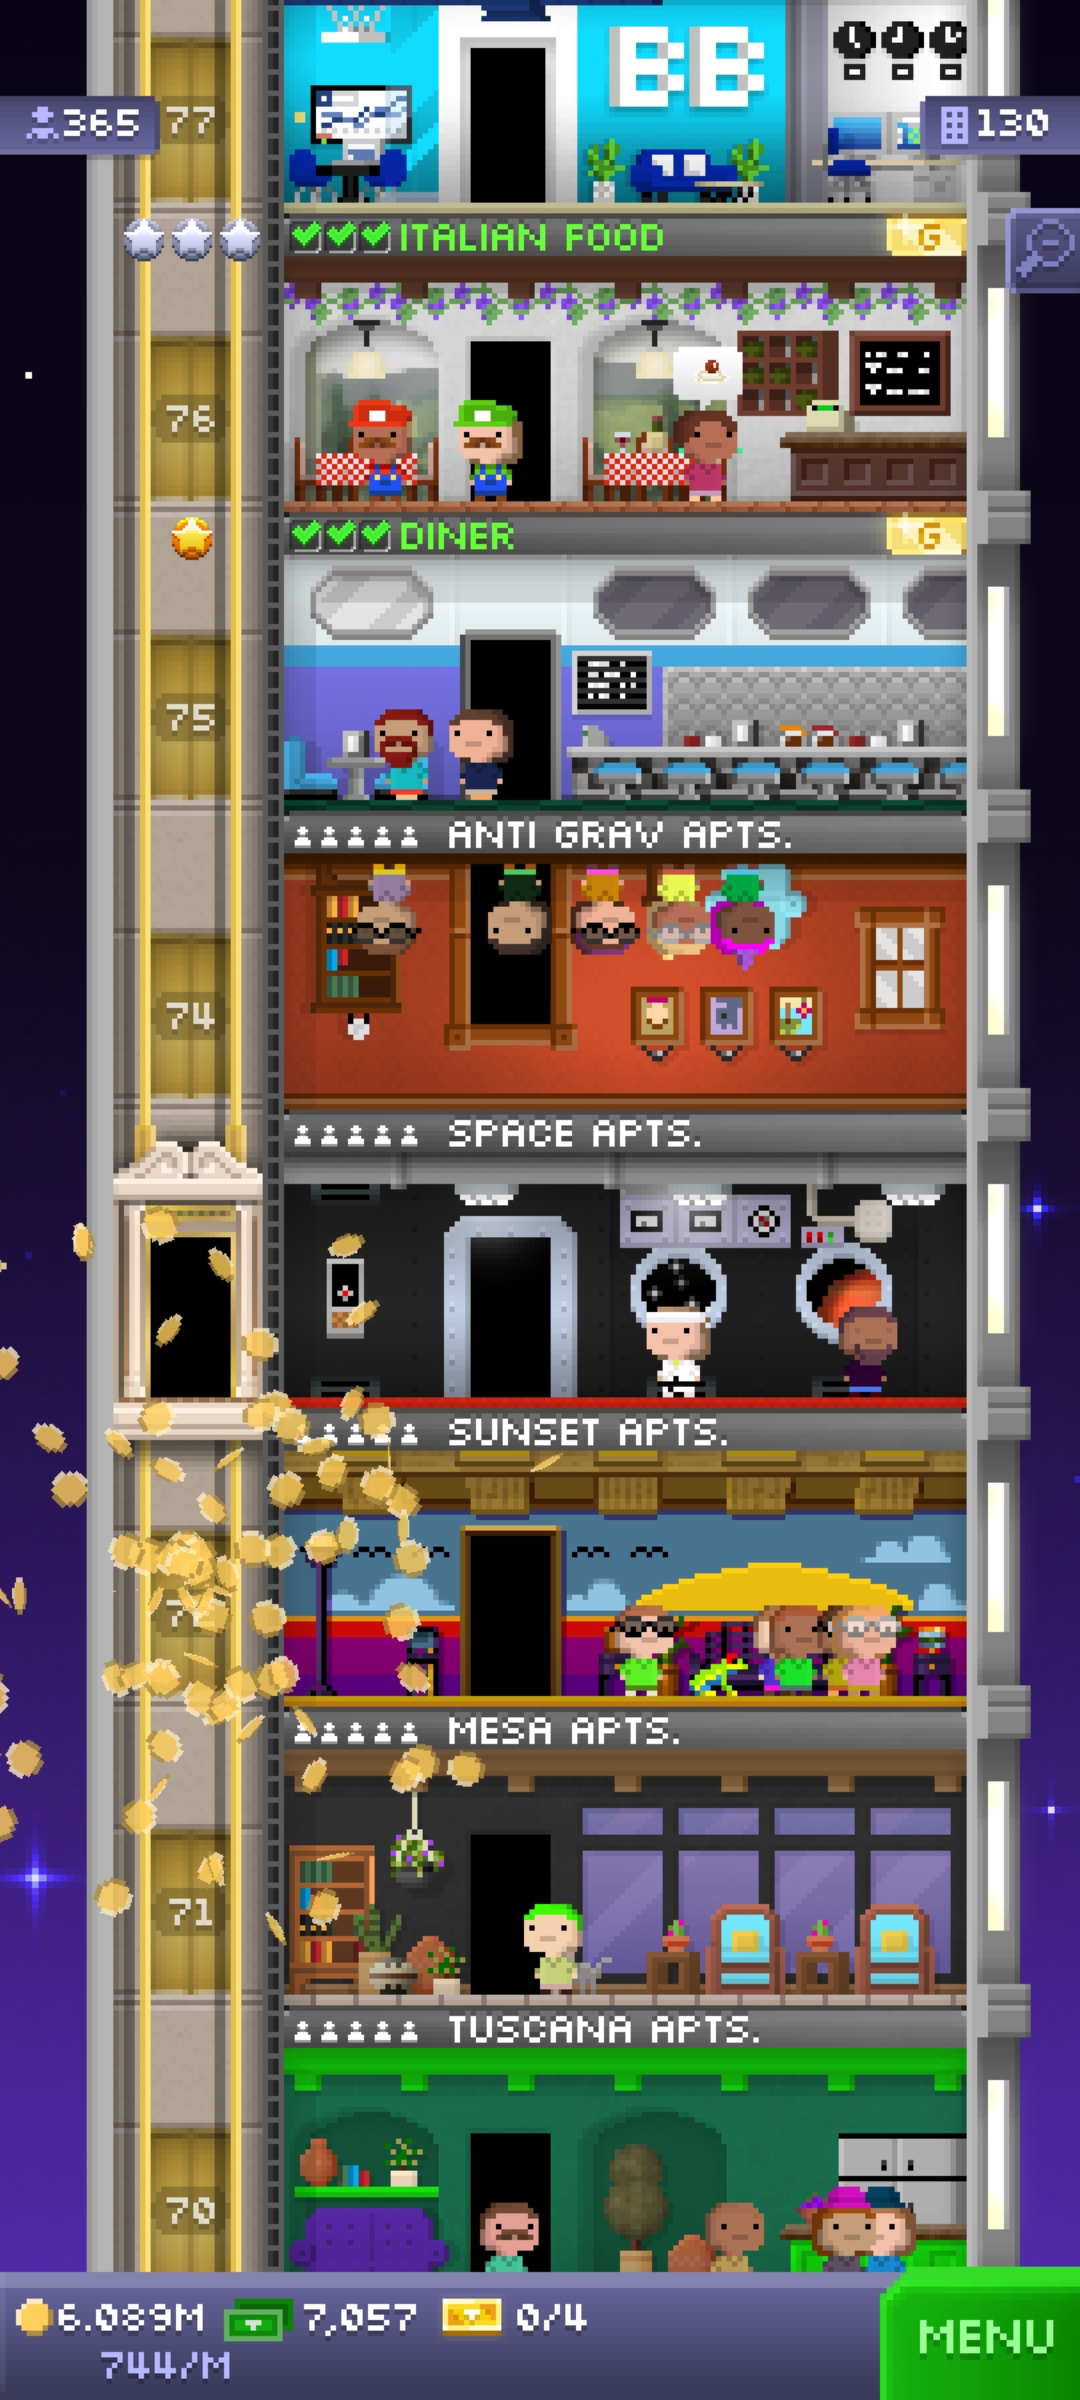 BB
365
77
130
ITALIAN FOOD
G
76
DINER
G
75
ANTI GRAV APTS.
74
SPACE APTS.
SUNSET APTS.
MESA APTS.
71
TUSCANA APTS.
70
6.089M
7,057
0/4
744/M
MENU